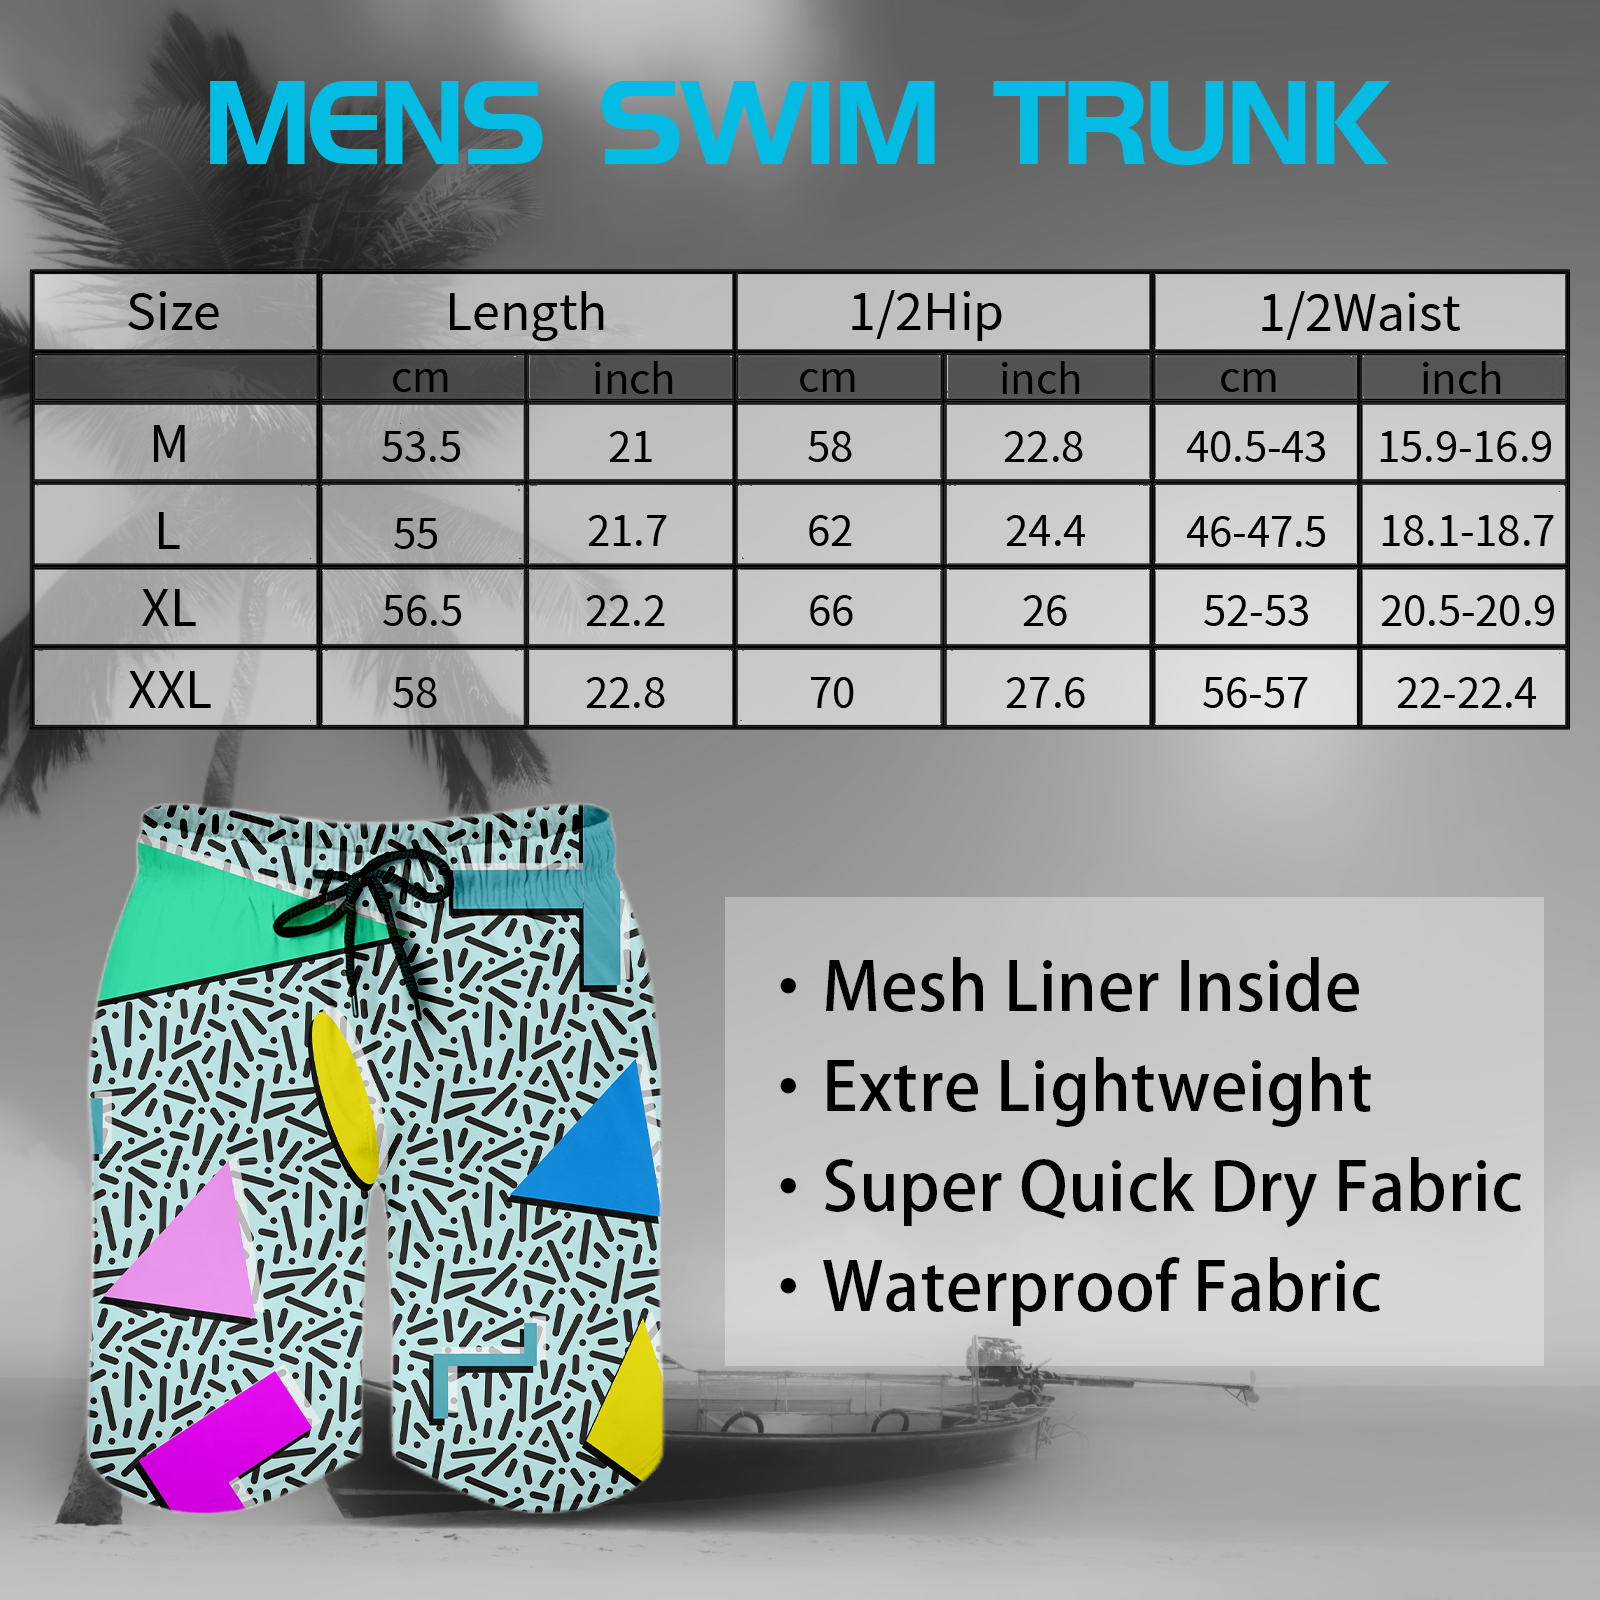 MENS SWIM TRUNK
Size Length 1/2Hip 1/2Waist
cm inch cm inch cm inch
M 53.5 21 58 22.8 40.5-43 15.9-16.9
L 55 21.7 62 24.4 46-47.5 18.1-18.7
XL 56.5 22.2 66 26 52-53 20.5-20.9
XXL 58 22.8 70 27.6 56-57 22-22.4
• Mesh Liner Inside
• Extre Lightweight
• Super Quick Dry Fabric
• Waterproof Fabric